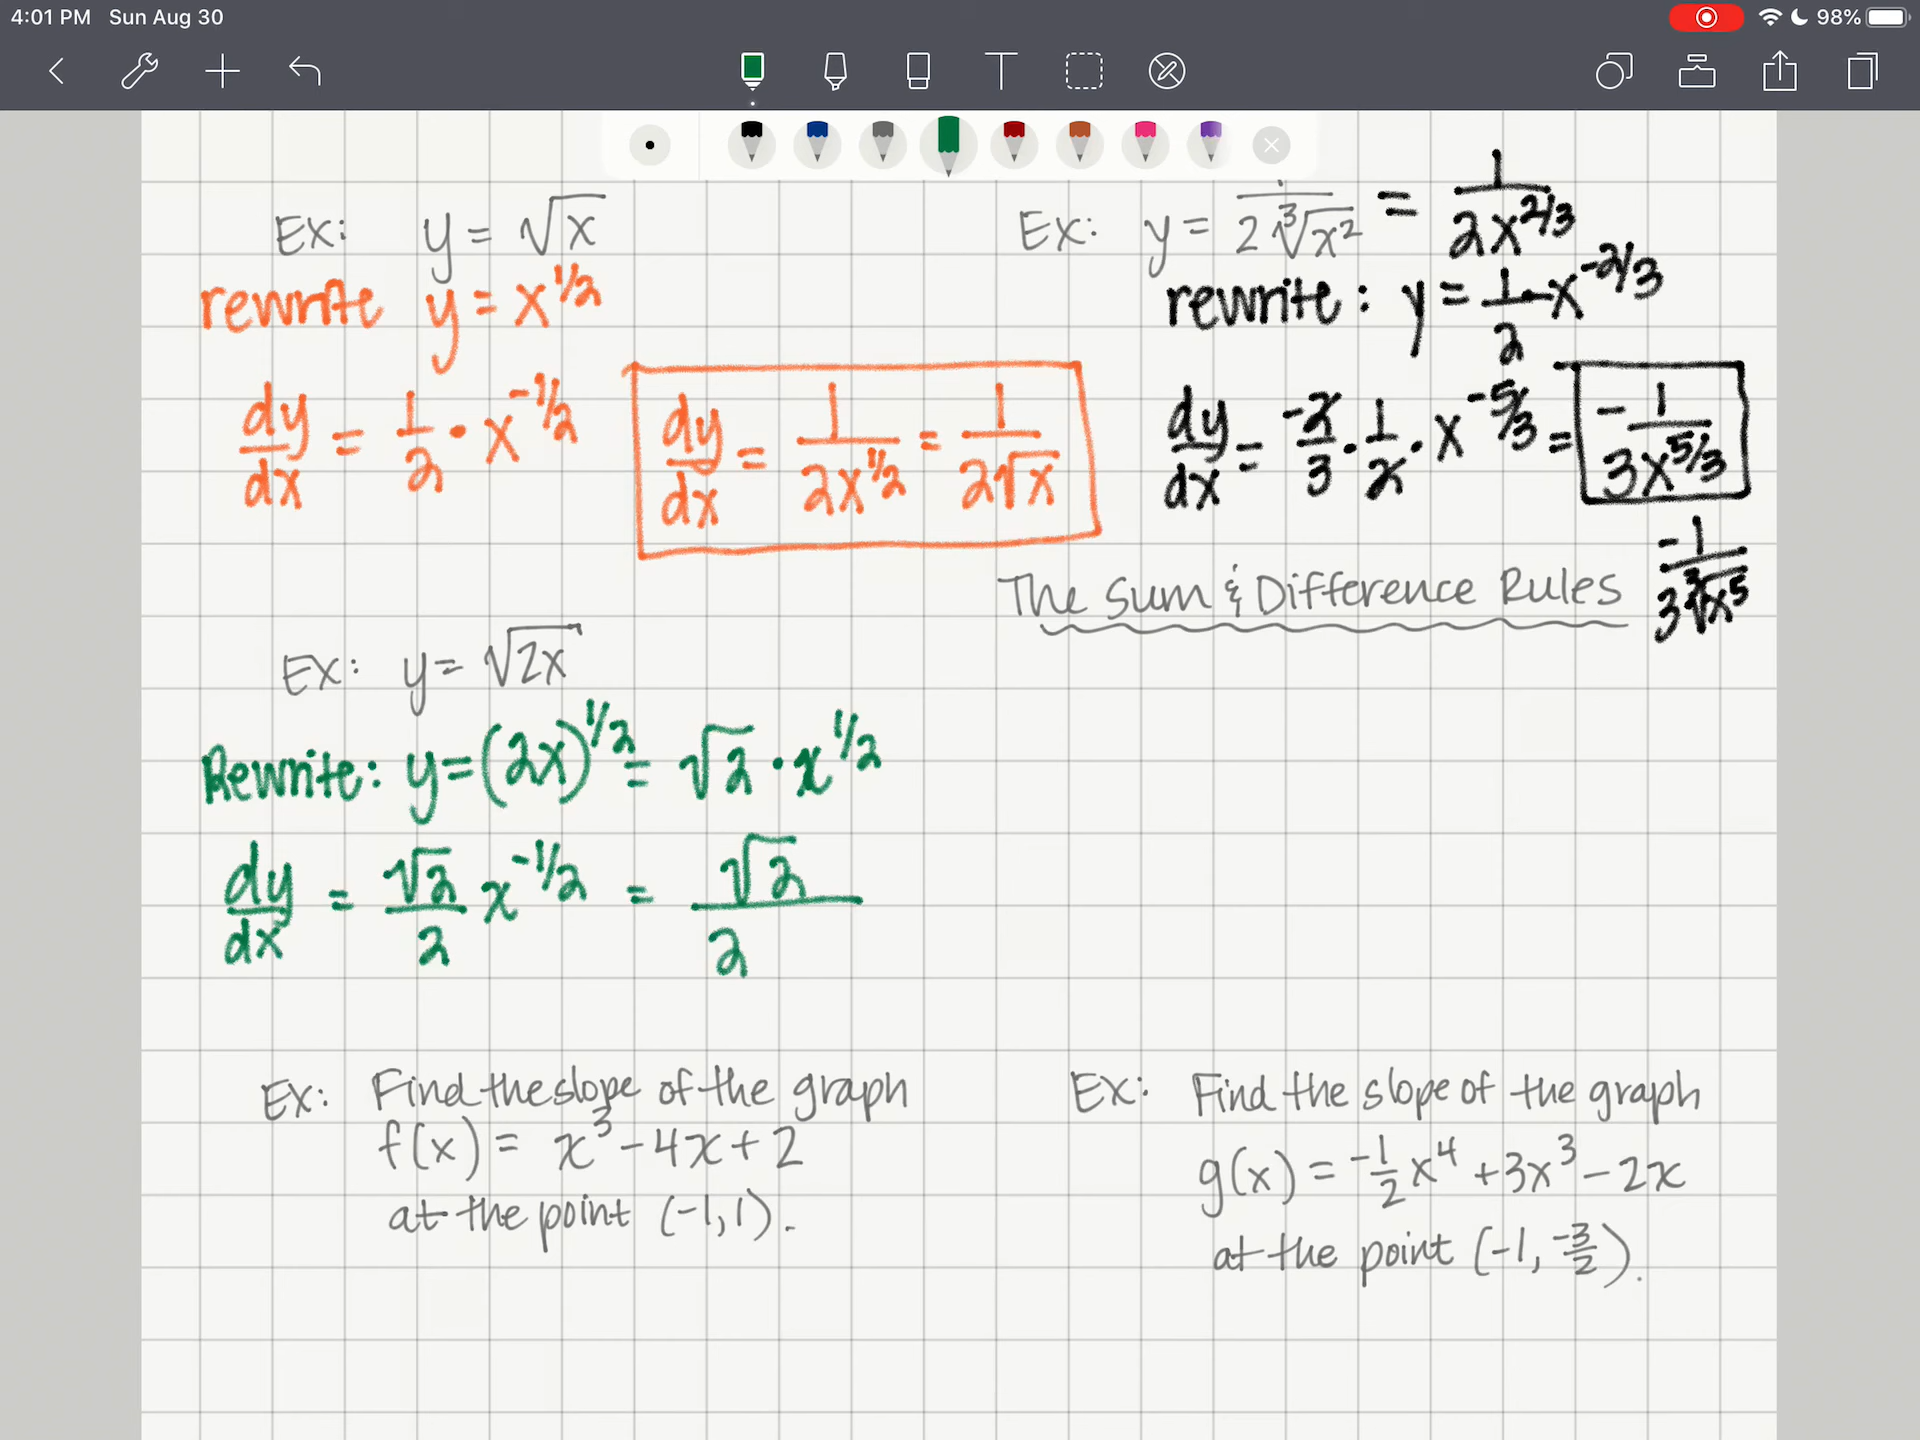 4:01 PM Sun Aug 30
98%
Ex: y = √x
rewrite y = x^1/2
dy/dx = 1/2 · x^-1/2
dy/dx = 1/2x^1/2 = 1/2√x
Ex: y = √2x
Rewrite: y = (2x)^1/2 = √2 · x^1/2
dy/dx = √2/2 x^-1/2 = √2/2
Ex: Find the slope of the graph
f(x) = x³ - 4x + 2
at the point (-1,1).
Ex: y = 1/2∛x² = 1/2x^2/3
rewrite: y = 1/2 · x^-2/3
dy/dx = -2/3 · 1/2 · x^-5/3 = -1/3x^5/3
-1/3∛x⁵
The Sum & Difference Rules
Ex: Find the slope of the graph
g(x) = -1/2 x⁴ + 3x³ - 2x
at the point (-1, -3/2).